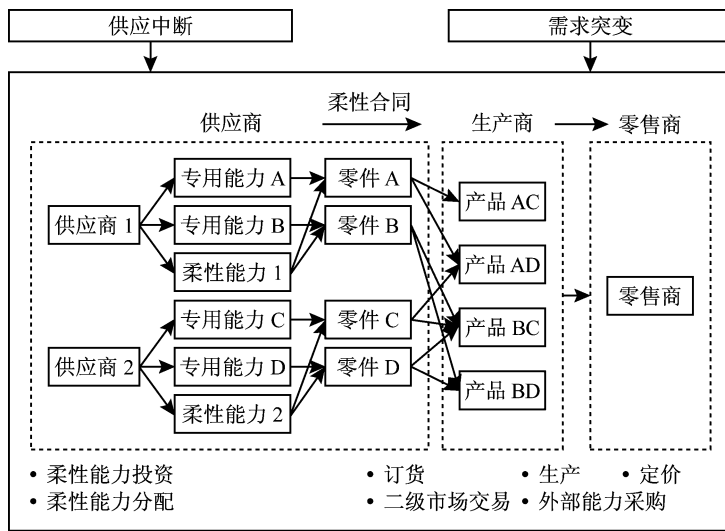 供应中断
需求突变
供应商
柔性合同
生产商
零售商
供应商 1
专用能力 A
专用能力 B
柔性能力 1
零件 A
零件 B
供应商 2
专用能力 C
专用能力 D
柔性能力 2
零件 C
零件 D
产品 AC
产品 AD
产品 BC
产品 BD
零售商
• 柔性能力投资
• 柔性能力分配
• 订货
• 二级市场交易
• 生产
• 外部能力采购
• 定价